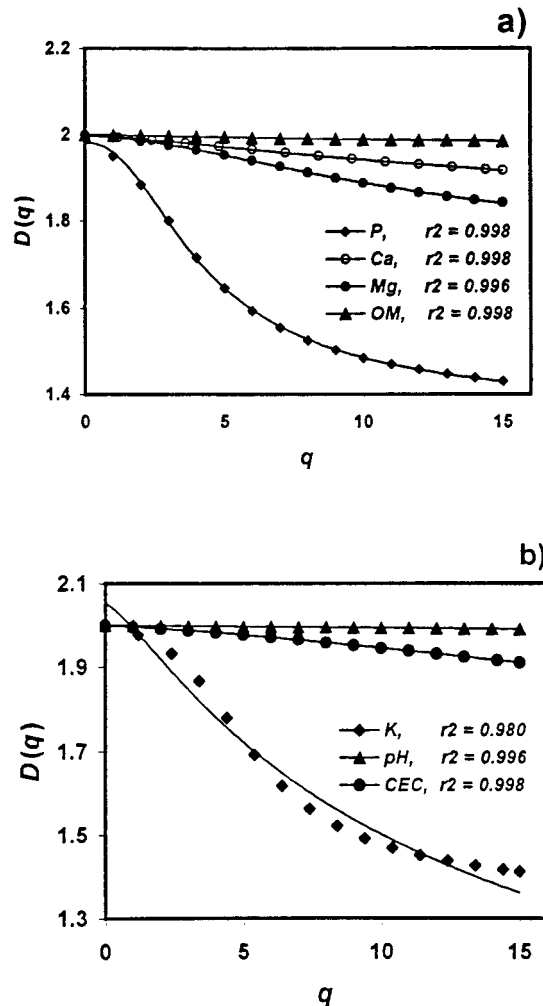 a)
2.2
2
1.8
1.6
1.4
D(q)
P, r2 = 0.998
Ca, r2 = 0.998
Mg, r2 = 0.996
OM, r2 = 0.998
0 5 10 15
q
b)
2.1
1.9
1.7
1.5
1.3
D(q)
K, r2 = 0.980
pH, r2 = 0.996
CEC, r2 = 0.998
0 5 10 15
q